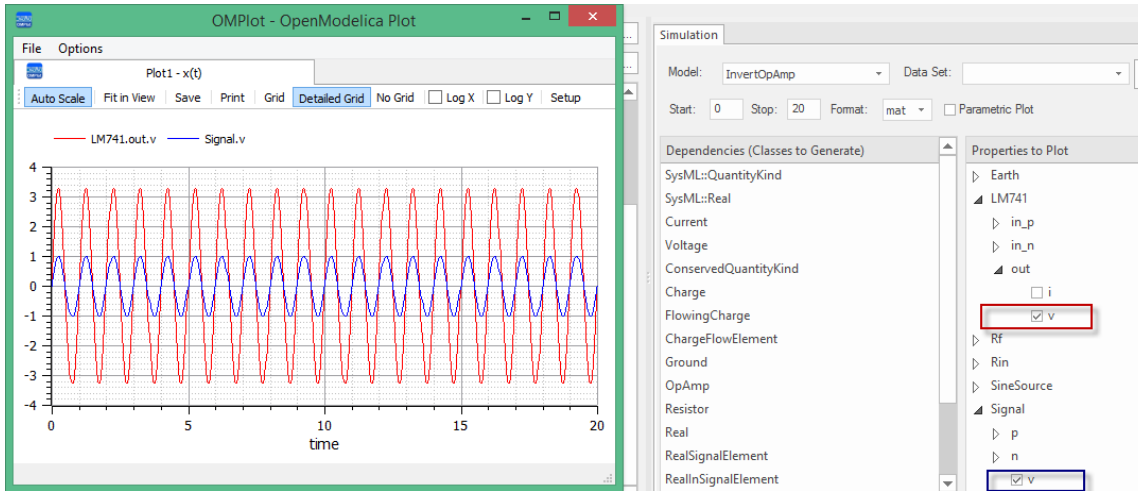 OMPlot - OpenModelica Plot
File Options
Plot1 - x(t)
Auto Scale Fit in View Save Print Grid Detailed Grid No Grid Log X Log Y Setup
LM741.out.v Signal.v
4
3
2
1
0
-1
-2
-3
-4
0 5 10 15 20
time
Simulation
Model: InvertOpAmp Data Set:
Start: 0 Stop: 20 Format: mat Parametric Plot
Dependencies (Classes to Generate)
SysML::QuantityKind
SysML::Real
Current
Voltage
ConservedQuantityKind
Charge
FlowingCharge
ChargeFlowElement
Ground
OpAmp
Resistor
Real
RealSignalElement
RealInSignalElement
Properties to Plot
Earth
LM741
in_p
in_n
out
i
v
Rf
Rin
SineSource
Signal
p
n
v